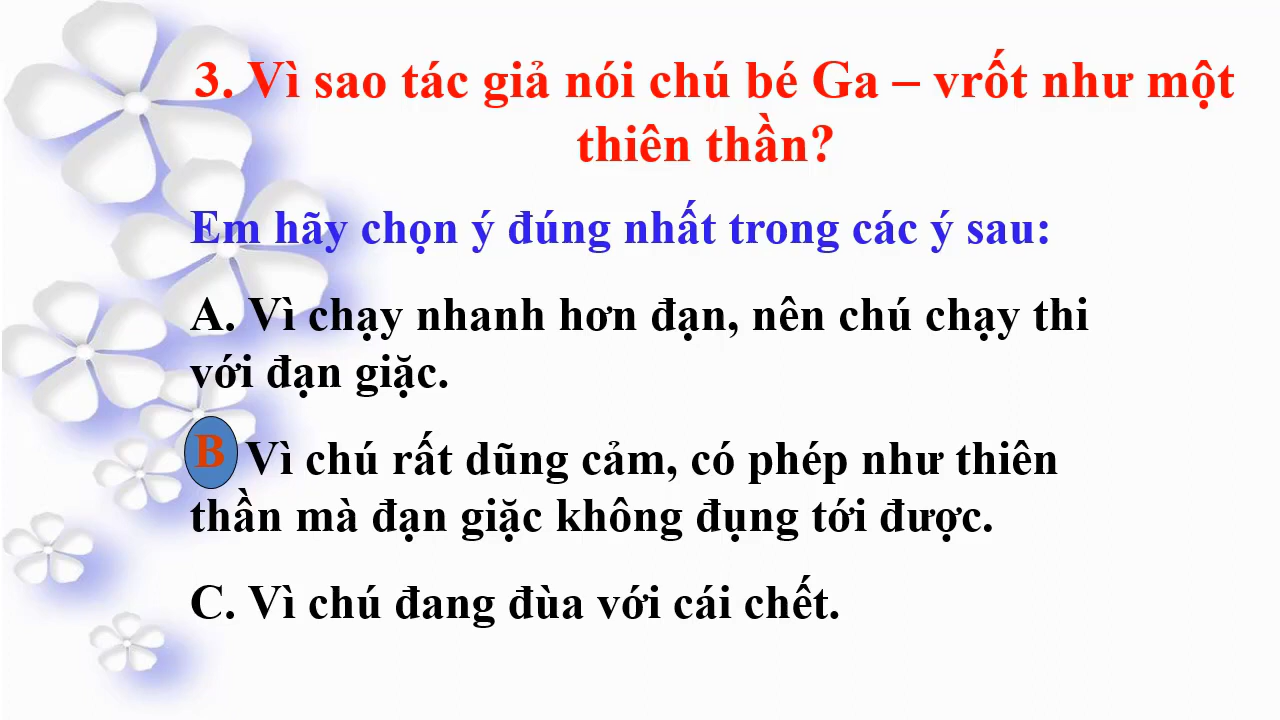 3. Vì sao tác giả nói chú bé Ga – vrốt như một
thiên thần?
Em hãy chọn ý đúng nhất trong các ý sau:
A. Vì chạy nhanh hơn đạn, nên chú chạy thi
với đạn giặc.
B Vì chú rất dũng cảm, có phép như thiên
thần mà đạn giặc không đụng tới được.
C. Vì chú đang đùa với cái chết.